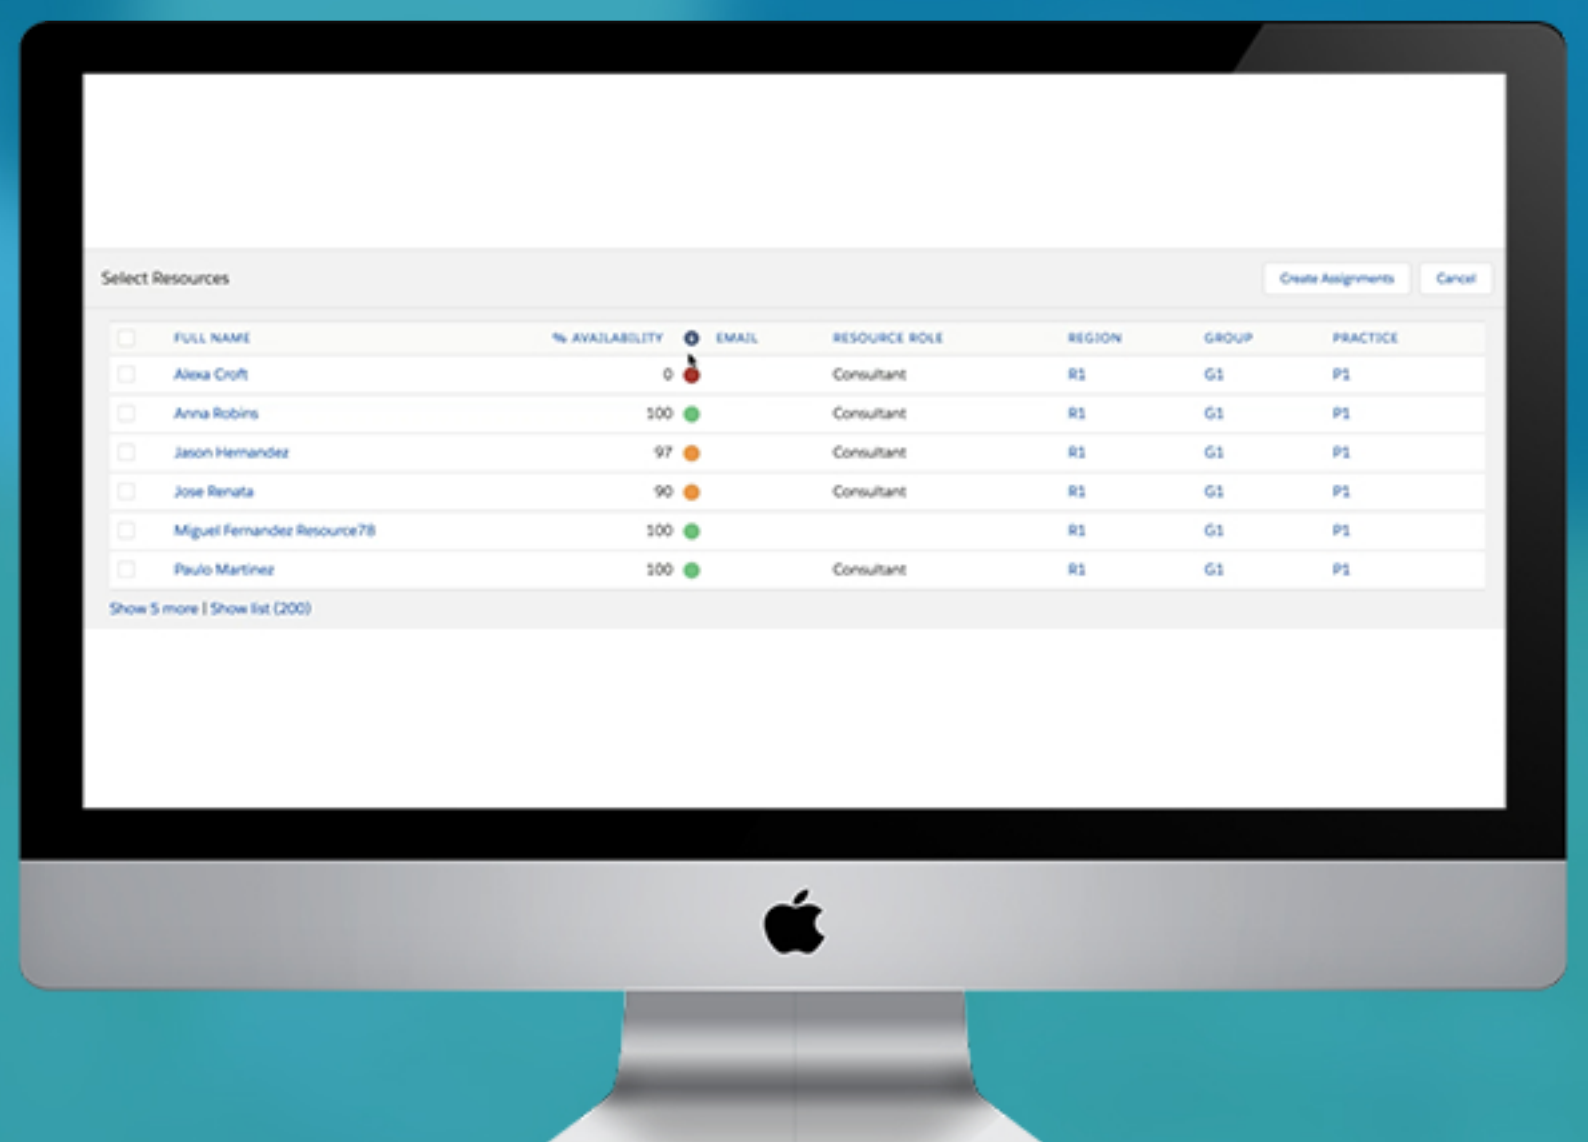 Select Resources
Create Assignments
Cancel
FULL NAME % AVAILABILITY EMAIL RESOURCE ROLE REGION GROUP PRACTICE
Alexa Croft 0 Consultant R1 G1 P1
Anna Robins 100 Consultant R1 G1 P1
Jason Hernandez 97 Consultant R1 G1 P1
Jose Renata 90 Consultant R1 G1 P1
Miguel Fernandez Resource78 100 R1 G1 P1
Paulo Martinez 100 Consultant R1 G1 P1
Show 5 more | Show list (200)